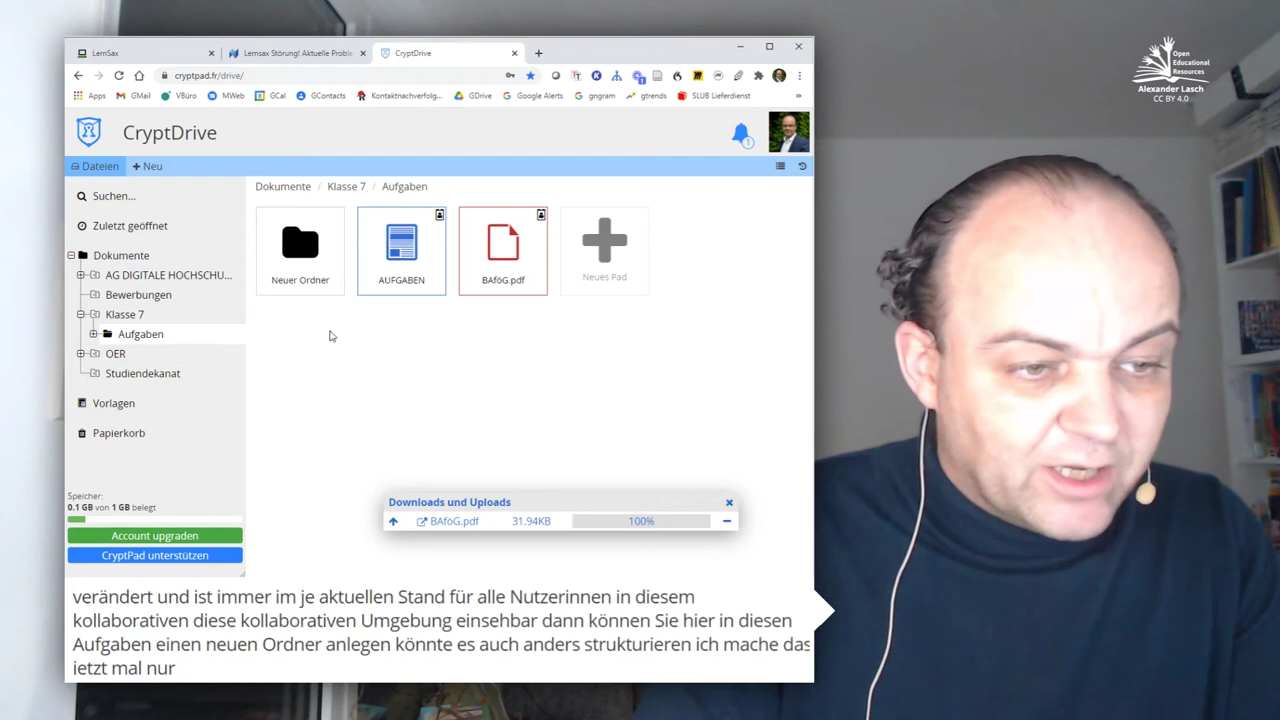 LernSax
Lernsax Störung! Aktuelle Proble
CryptDrive
cryptpad.fr/drive/
Apps
GMail
VBüro
MWeb
GCal
GContacts
Kontaktnachverfolg...
GDrive
Google Alerts
gngram
gtrends
SLUB Lieferdienst
»
CryptDrive
1
Dateien
+ Neu
Suchen...
Zuletzt geöffnet
Dokumente
AG DIGITALE HOCHSCHU...
Bewerbungen
Klasse 7
Aufgaben
OER
Studiendekanat
Vorlagen
Papierkorb
Speicher:
0.1 GB von 1 GB belegt
Account upgraden
CryptPad unterstützen
Dokumente / Klasse 7 / Aufgaben
Neuer Ordner
AUFGABEN
BAföG.pdf
Neues Pad
Downloads und Uploads
BAföG.pdf 31.94KB 100%
verändert und ist immer im je aktuellen Stand für alle Nutzerinnen in diesem
kollaborativen diese kollaborativen Umgebung einsehbar dann können Sie hier in diesen
Aufgaben einen neuen Ordner anlegen könnte es auch anders strukturieren ich mache das
jetzt mal nur
Open
Educational
Resources
Alexander Lasch
CC BY 4.0